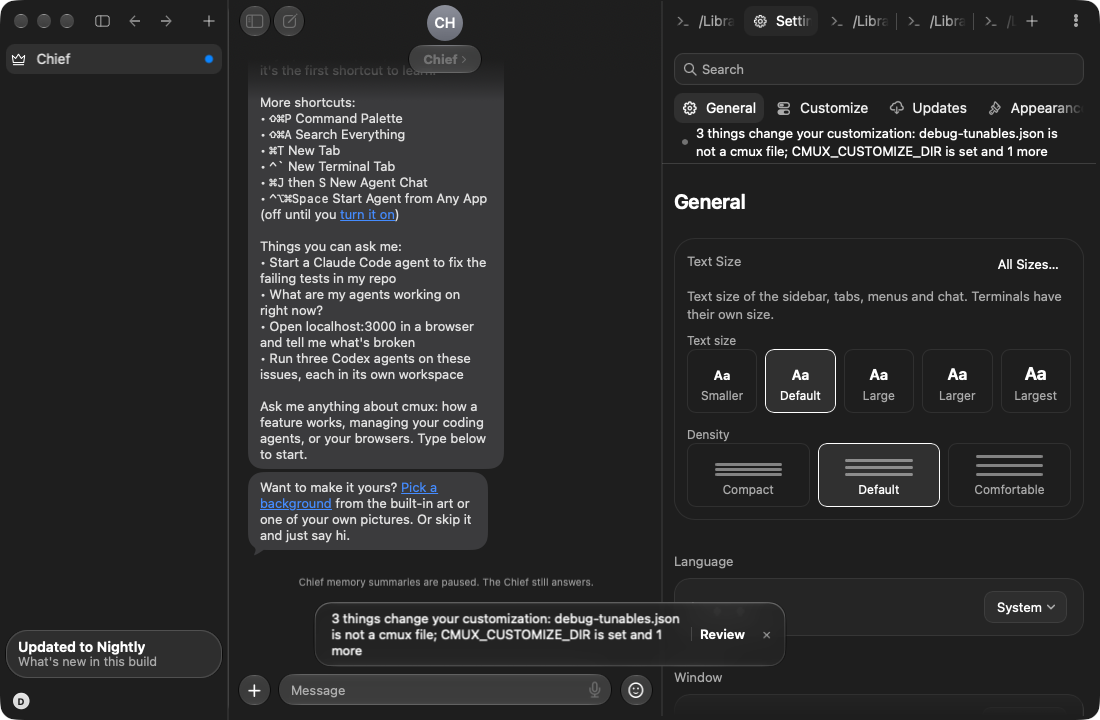 Chief
Updated to Nightly
What's new in this build
D
CH
Chief
it's the first shortcut to learn.
More shortcuts:
• ⇧⌘P Command Palette
• ⇧⌘A Search Everything
• ⌘T New Tab
• ^` New Terminal Tab
• ⌘J then S New Agent Chat
• ^⌥⌘Space Start Agent from Any App
(off until you turn it on)
Things you can ask me:
• Start a Claude Code agent to fix the
failing tests in my repo
• What are my agents working on
right now?
• Open localhost:3000 in a browser
and tell me what's broken
• Run three Codex agents on these
issues, each in its own workspace
Ask me anything about cmux: how a
feature works, managing your coding
agents, or your browsers. Type below
to start.
Want to make it yours? Pick a
background from the built-in art or
one of your own pictures. Or skip it
and just say hi.
Chief memory summaries are paused. The Chief still answers.
3 things change your customization: debug-tunables.json
is not a cmux file; CMUX_CUSTOMIZE_DIR is set and 1
more
Review
Message
/Libra Settin /Libra /Libra
Search
General Customize Updates Appearanc
3 things change your customization: debug-tunables.json is
not a cmux file; CMUX_CUSTOMIZE_DIR is set and 1 more
General
Text Size
All Sizes...
Text size of the sidebar, tabs, menus and chat. Terminals have
their own size.
Text size
Aa Aa Aa Aa Aa
Smaller Default Large Larger Largest
Density
Compact Default Comfortable
Language
System
Window